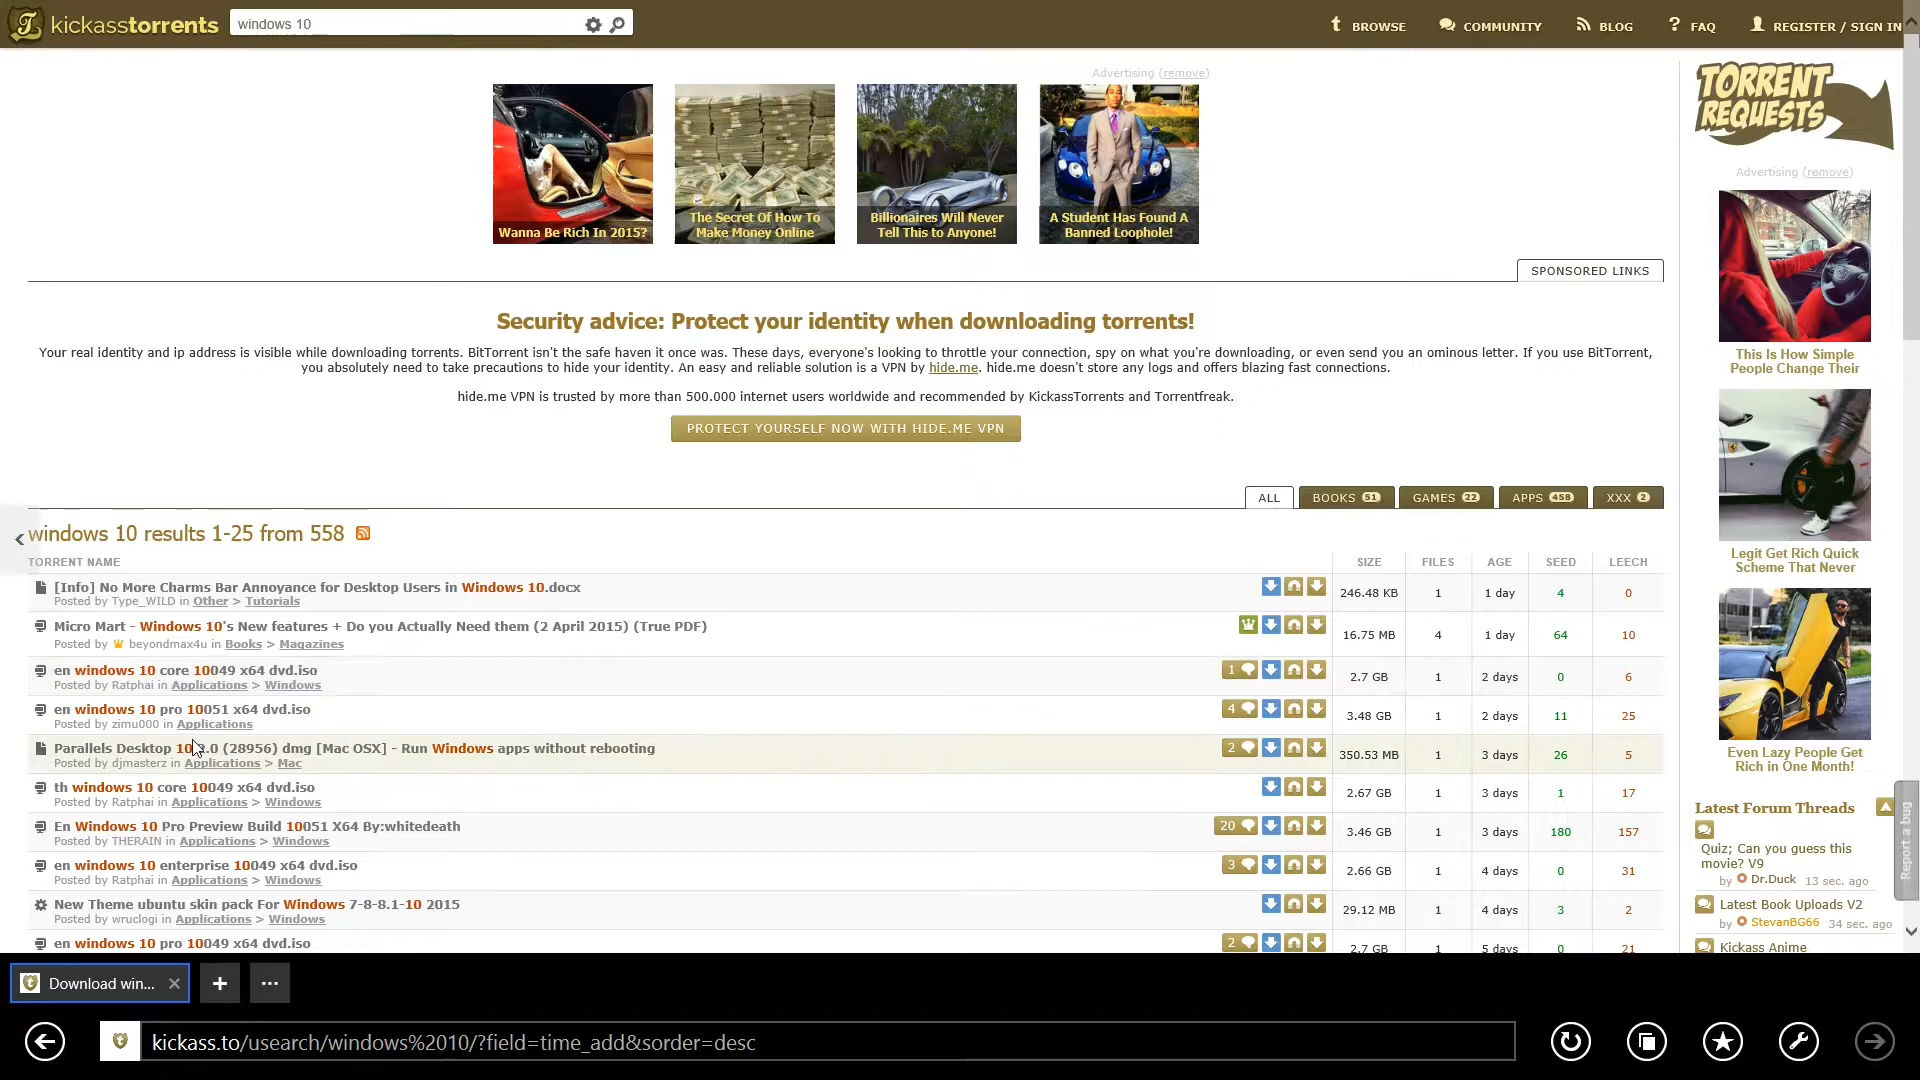 kickasstorrents
windows 10
BROWSE
COMMUNITY
BLOG
? FAQ
REGISTER / SIGN IN
Advertising (remove)
Wanna Be Rich In 2015?
The Secret Of How To
Make Money Online
Billionaires Will Never
Tell This to Anyone!
A Student Has Found A
Banned Loophole!
SPONSORED LINKS
Security advice: Protect your identity when downloading torrents!
Your real identity and ip address is visible while downloading torrents. BitTorrent isn't the safe haven it once was. These days, everyone's looking to throttle your connection, spy on what you're downloading, or even send you an ominous letter. If you use BitTorrent,
you absolutely need to take precautions to hide your identity. An easy and reliable solution is a VPN by hide.me. hide.me doesn't store any logs and offers blazing fast connections.
hide.me VPN is trusted by more than 500.000 internet users worldwide and recommended by KickassTorrents and Torrentfreak.
PROTECT YOURSELF NOW WITH HIDE.ME VPN
ALL BOOKS 51 GAMES 22 APPS 458 XXX 2
windows 10 results 1-25 from 558
TORRENT NAME SIZE FILES AGE SEED LEECH
[Info] No More Charms Bar Annoyance for Desktop Users in Windows 10.docx
Posted by Type_WILD in Other > Tutorials
246.48 KB 1 1 day 4 0
Micro Mart - Windows 10's New features + Do you Actually Need them (2 April 2015) (True PDF)
Posted by beyondmax4u in Books > Magazines
16.75 MB 4 1 day 64 10
en windows 10 core 10049 x64 dvd.iso
Posted by Ratphai in Applications > Windows
1 2.7 GB 1 2 days 0 6
en windows 10 pro 10051 x64 dvd.iso
Posted by zimu000 in Applications
4 3.48 GB 1 2 days 11 25
Parallels Desktop 10.2.0 (28956) dmg [Mac OSX] - Run Windows apps without rebooting
Posted by djmasterz in Applications > Mac
2 350.53 MB 1 3 days 26 5
th windows 10 core 10049 x64 dvd.iso
Posted by Ratphai in Applications > Windows
2.67 GB 1 3 days 1 17
En Windows 10 Pro Preview Build 10051 X64 By:whitedeath
Posted by THERAIN in Applications > Windows
20 3.46 GB 1 3 days 180 157
en windows 10 enterprise 10049 x64 dvd.iso
Posted by Ratphai in Applications > Windows
3 2.66 GB 1 4 days 0 31
New Theme ubuntu skin pack For Windows 7-8-8.1-10 2015
Posted by wruclogi in Applications > Windows
29.12 MB 1 4 days 3 2
en windows 10 pro 10049 x64 dvd.iso
2 2.7 GB 1 5 days 0 21
TORRENT
REQUESTS
Advertising (remove)
This Is How Simple
People Change Their
Legit Get Rich Quick
Scheme That Never
Even Lazy People Get
Rich in One Month!
Latest Forum Threads
Quiz; Can you guess this
movie? V9
by Dr.Duck 13 sec. ago
Latest Book Uploads V2
by StevanBG66 34 sec. ago
Kickass Anime
Report a bug
Download win...
kickass.to/usearch/windows%2010/?field=time_add&sorder=desc